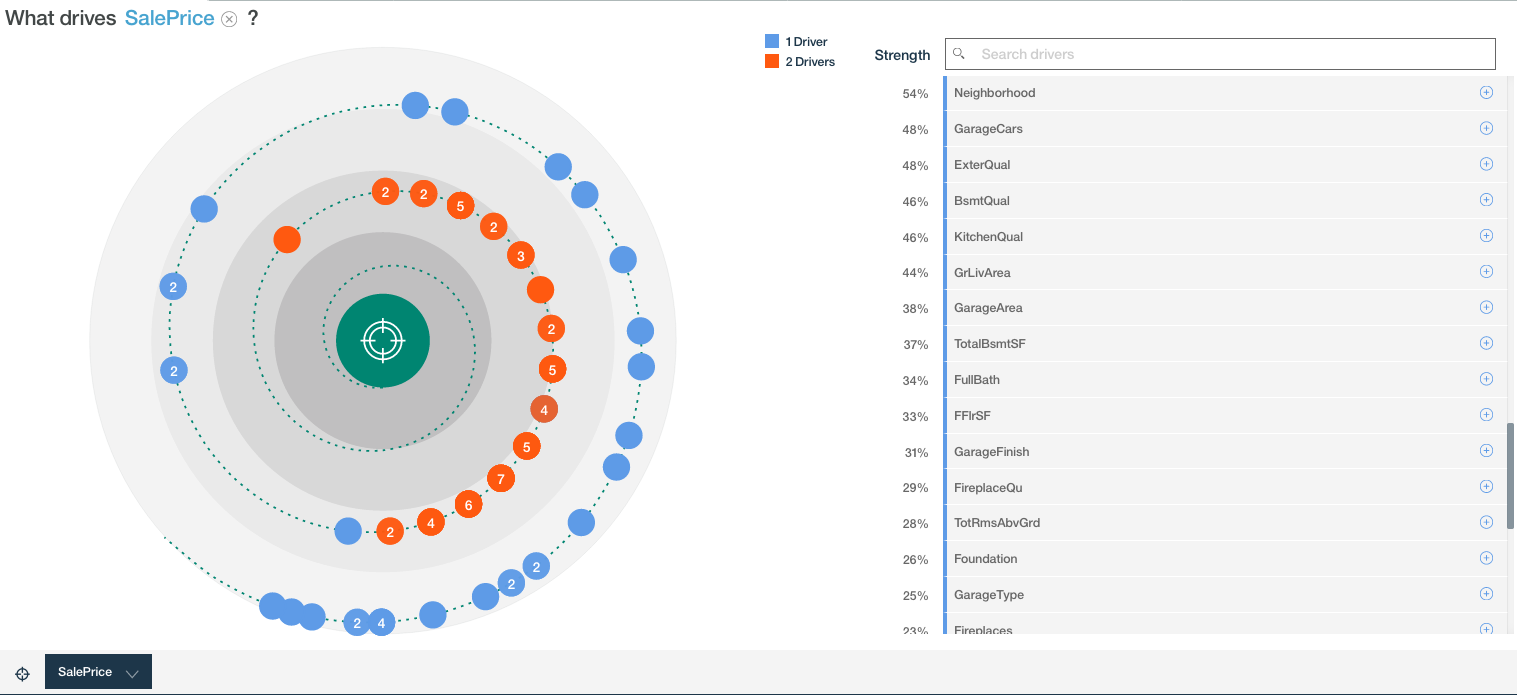 What drives SalePrice ?
1 Driver
2 Drivers
Strength
Search drivers
54% Neighborhood
48% GarageCars
48% ExterQual
46% BsmtQual
46% KitchenQual
44% GrLivArea
38% GarageArea
37% TotalBsmtSF
34% FullBath
33% FFlrSF
31% GarageFinish
29% FireplaceQu
28% TotRmsAbvGrd
26% Foundation
25% GarageType
23% Fireplaces
2
2
5
2
3
2
2
5
2
4
5
7
6
4
2
2
2
2
4
SalePrice